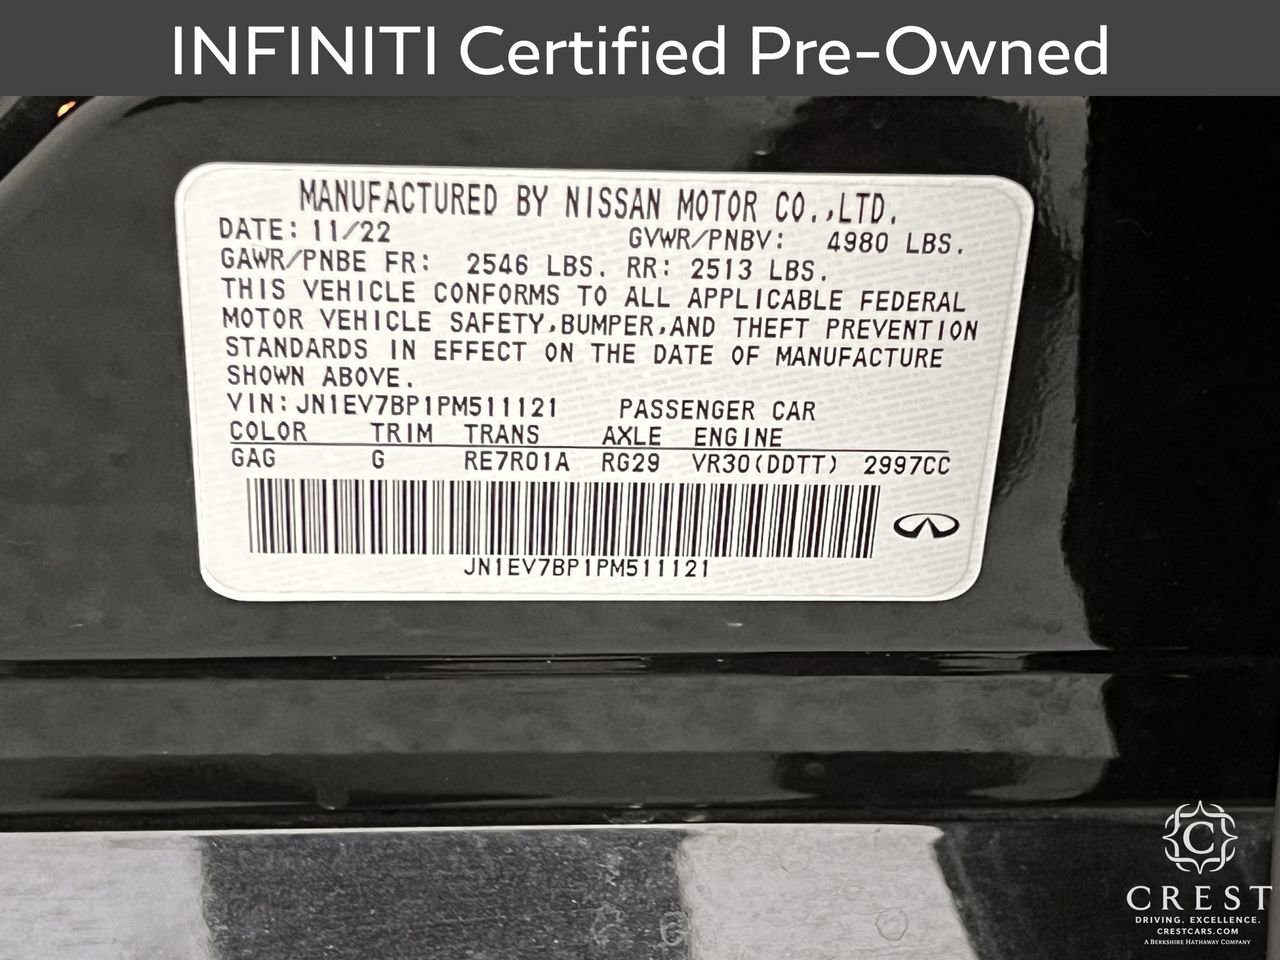 INFINITI Certified Pre-Owned
MANUFACTURED BY NISSAN MOTOR CO.,LTD.
DATE: 11/22 GVWR/PNBV: 4980 LBS.
GAWR/PNBE FR: 2546 LBS. RR: 2513 LBS.
THIS VEHICLE CONFORMS TO ALL APPLICABLE FEDERAL
MOTOR VEHICLE SAFETY,BUMPER,AND THEFT PREVENTION
STANDARDS IN EFFECT ON THE DATE OF MANUFACTURE
SHOWN ABOVE.
VIN:JN1EV7BP1PM511121 PASSENGER CAR
COLOR TRIM TRANS AXLE ENGINE
GAG G RE7R01A RG29 VR30(DDTT) 2997CC
JN1EV7BP1PM511121
C
CREST
DRIVING. EXCELLENCE.
CRESTCARS.COM
A BERKSHIRE HATHAWAY COMPANY